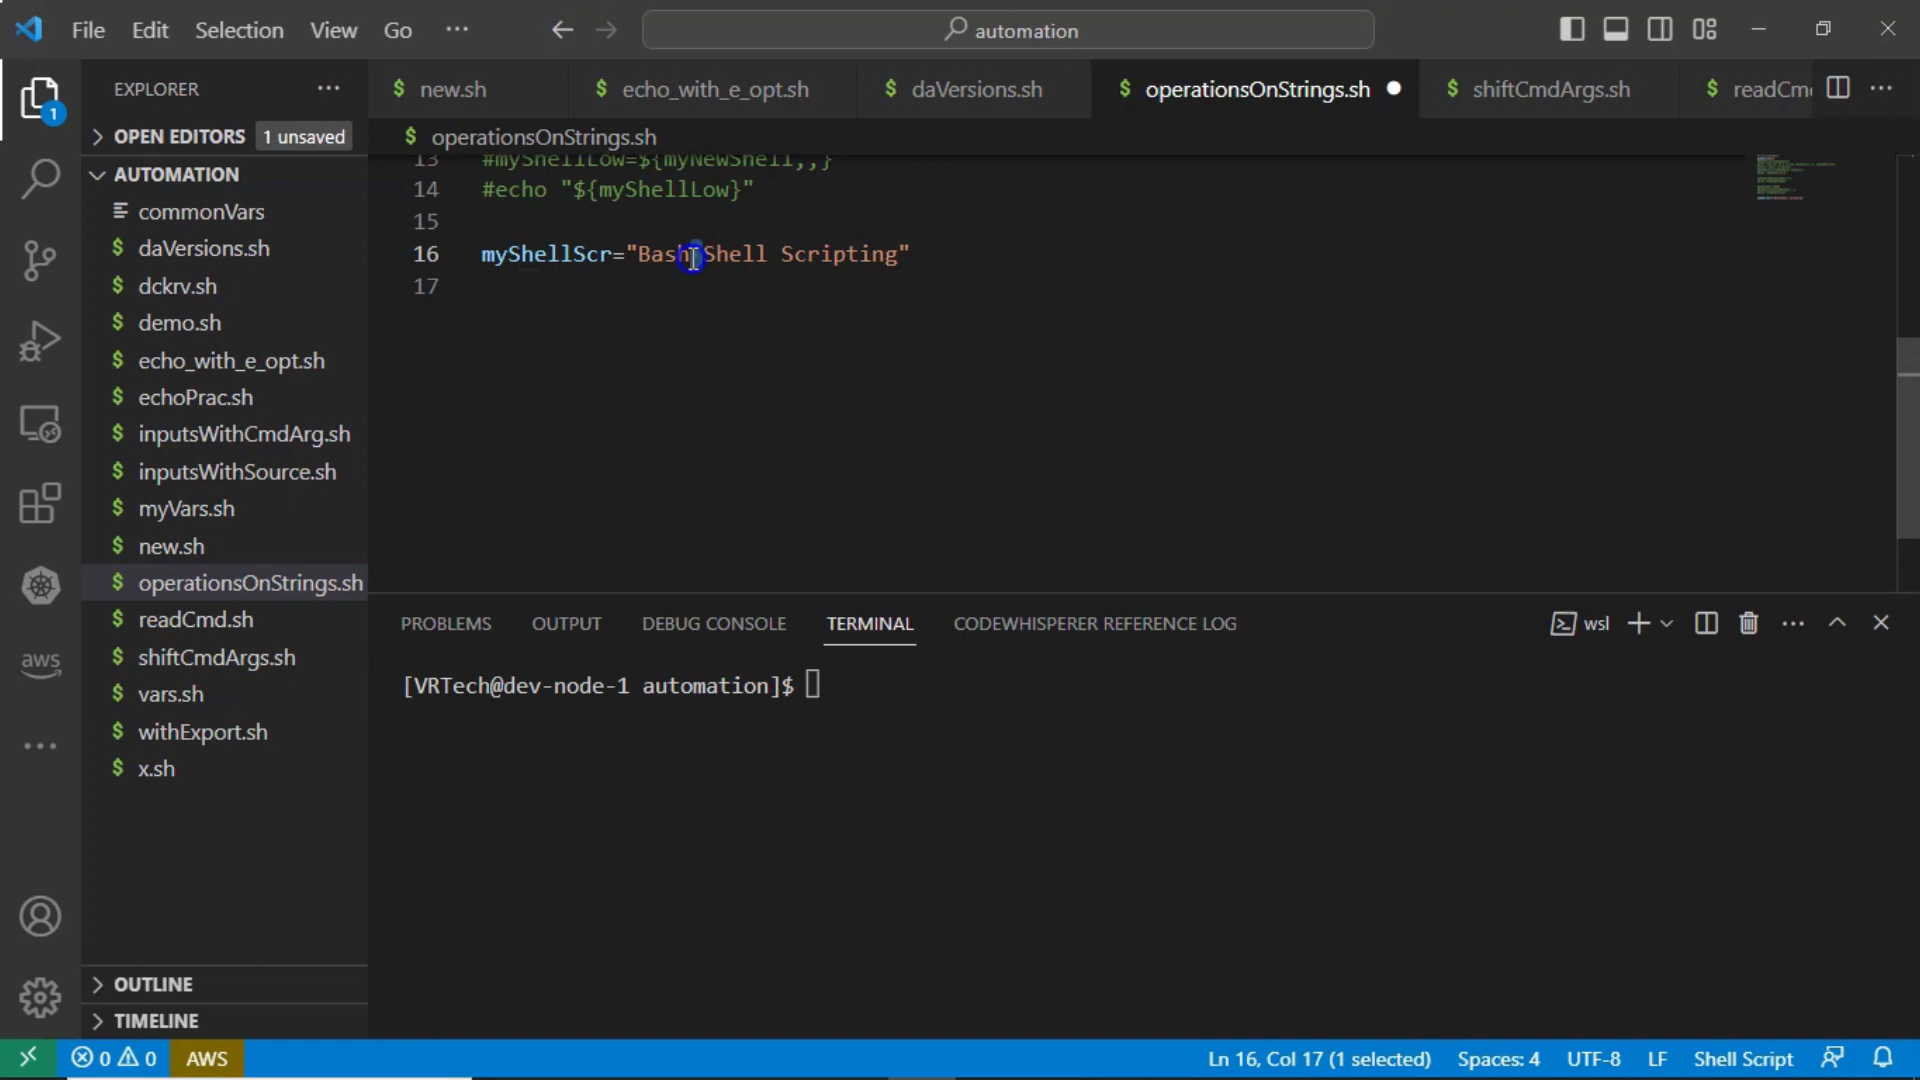 File Edit Selection View Go ··· automation
EXPLORER ···
OPEN EDITORS 1 unsaved
AUTOMATION
commonVars
$ daVersions.sh
$ dckrv.sh
$ demo.sh
$ echo_with_e_opt.sh
$ echoPrac.sh
$ inputsWithCmdArg.sh
$ inputsWithSource.sh
$ myVars.sh
$ new.sh
$ operationsOnStrings.sh
$ readCmd.sh
$ shiftCmdArgs.sh
$ vars.sh
$ withExport.sh
$ x.sh
OUTLINE
TIMELINE
1
aws
$ new.sh $ echo_with_e_opt.sh $ daVersions.sh $ operationsOnStrings.sh $ shiftCmdArgs.sh $ readCm
$ operationsOnStrings.sh
13 #myShellLow=${myNewShell,,}
14 #echo "${myShellLow}"
15
16 myShellScr="Bash Shell Scripting"
17
PROBLEMS OUTPUT DEBUG CONSOLE TERMINAL CODEWHISPERER REFERENCE LOG wsl
[VRTech@dev-node-1 automation]$
0 0 AWS Ln 16, Col 17 (1 selected) Spaces: 4 UTF-8 LF Shell Script